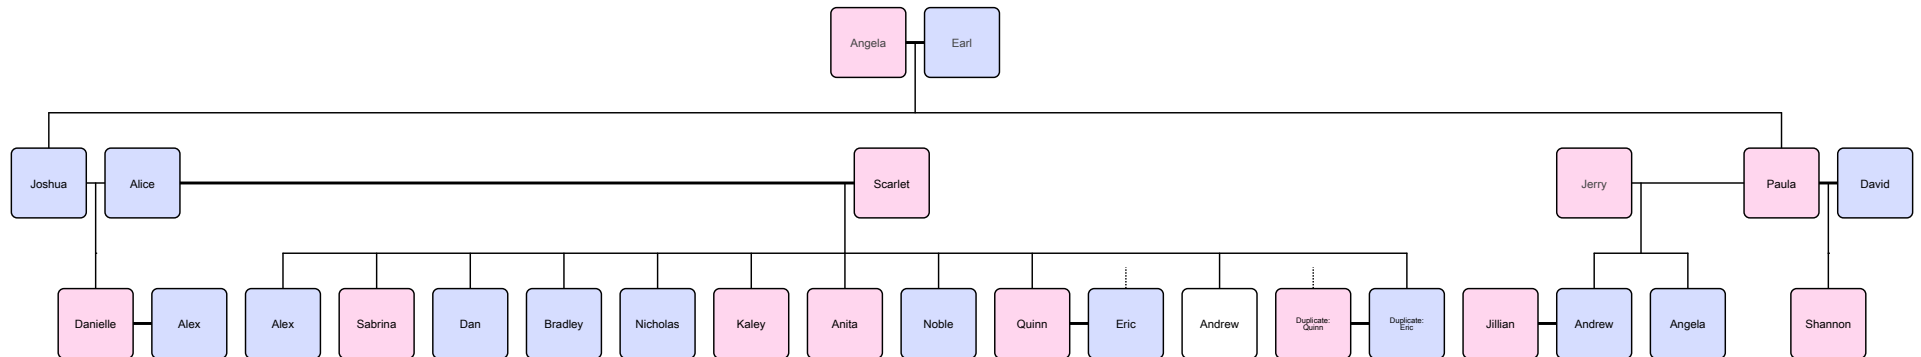 Angela
Earl
Joshua
Alice
Scarlet
Jerry
Paula
David
Danielle
Alex
Alex
Sabrina
Dan
Bradley
Nicholas
Kaley
Anita
Noble
Quinn
Eric
Andrew
Duplicate:
Quinn
Duplicate:
Eric
Jillian
Andrew
Angela
Shannon